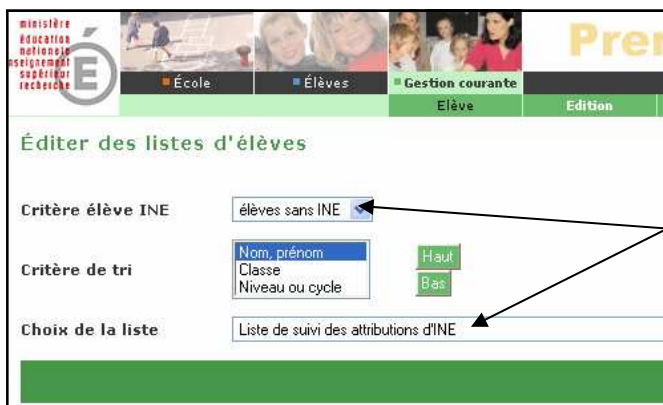 ministère
éducation
nationale
nseignement
supérieur
recherche
É
Prer
École
Élèves
Gestion courante
Elève
Edition
Éditer des listes d'élèves
Critère élève INE
élèves sans INE
Critère de tri
Nom, prénom
Classe
Niveau ou cycle
Haut
Bas
Choix de la liste
Liste de suivi des attributions d'INE